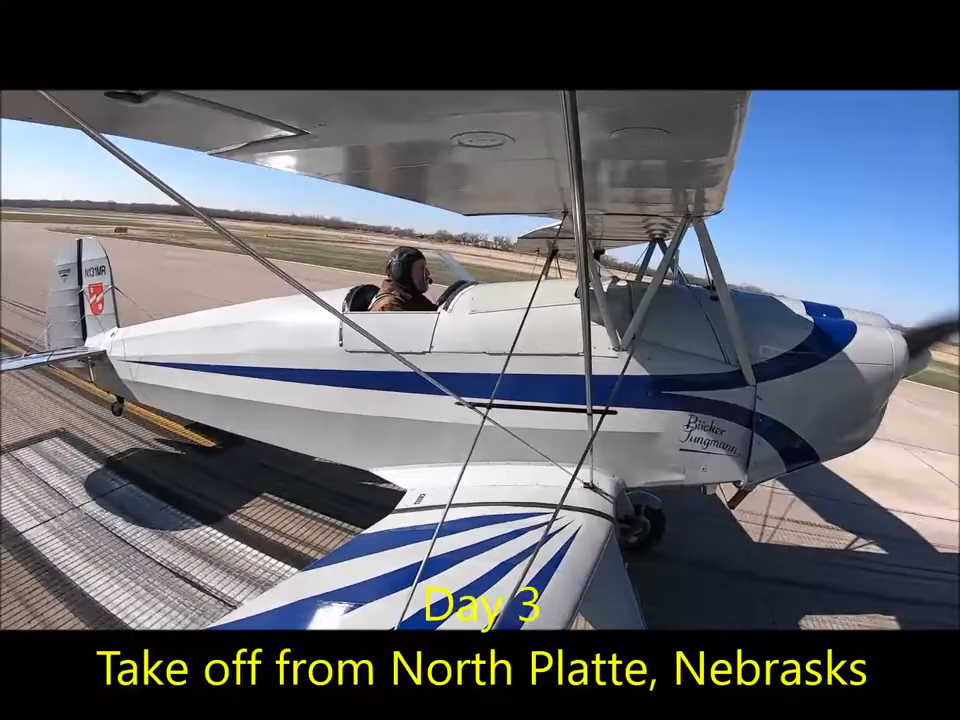 N131MR
Bücker
Jungmann
Day 3
Take off from North Platte, Nebrasks